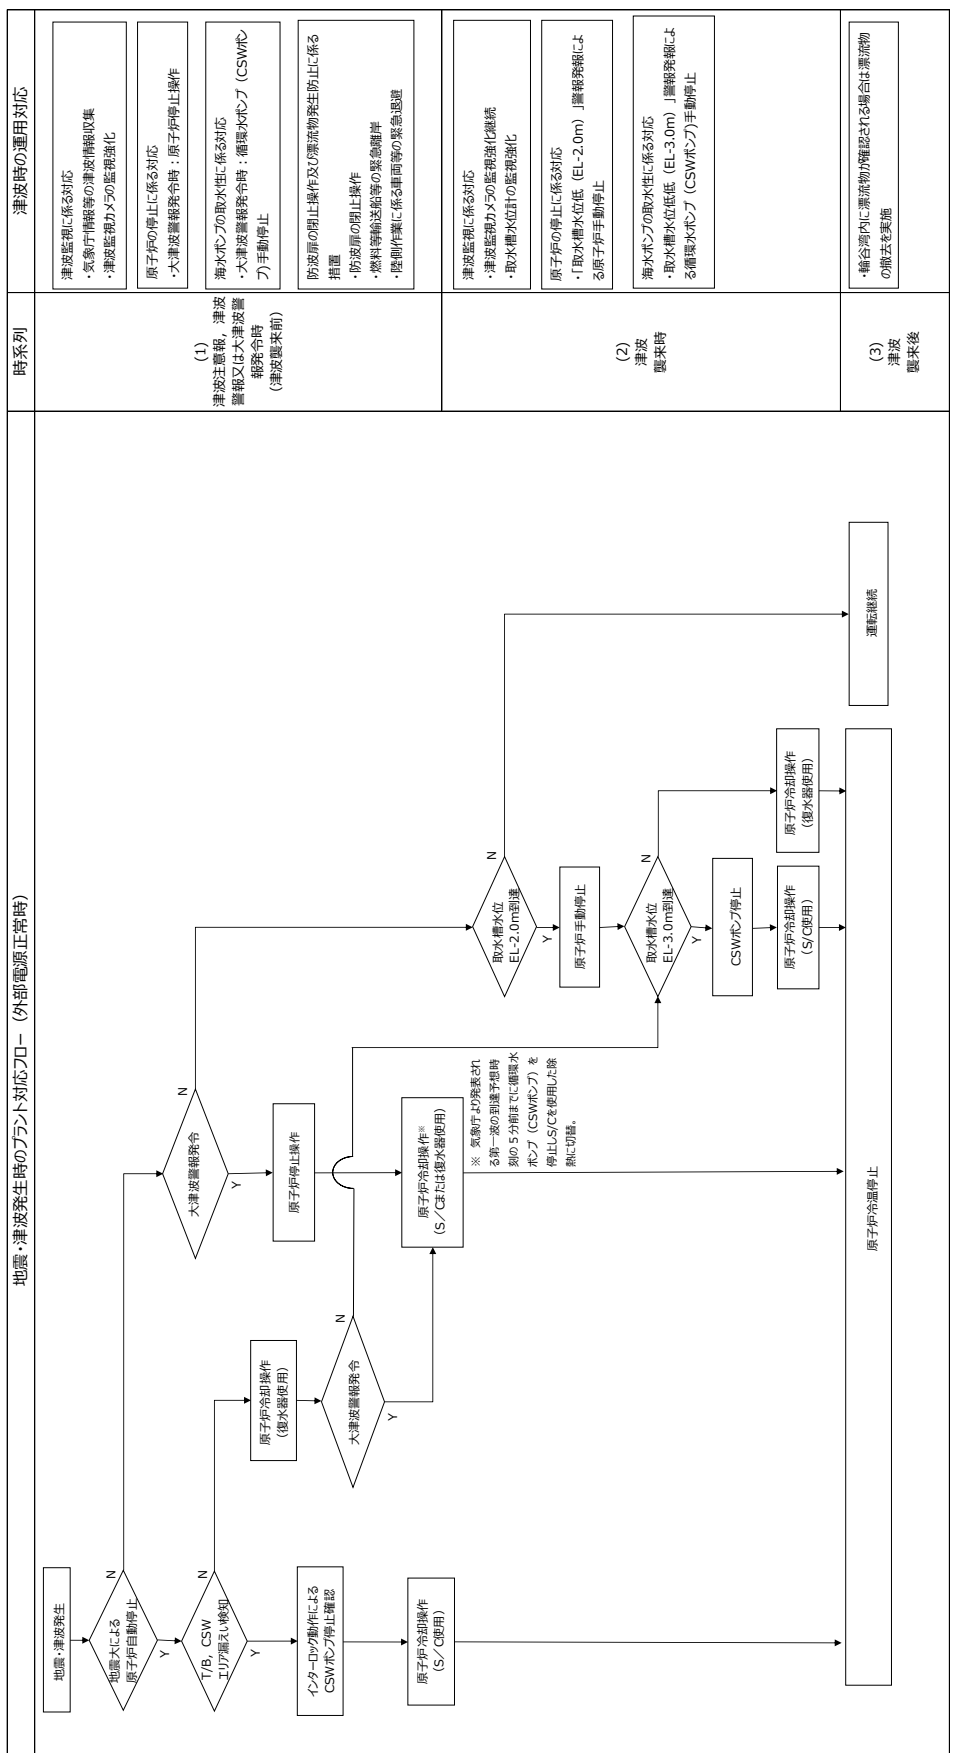 地震・津波発生時のプラント対応フロー（外部電源正常時）
時系列
津波時の運用対応
地震・津波発生
地震大による
原子炉自動停止
N
Y
T/B，CSW
エリア漏えい検知
N
Y
インターロック動作による
CSWポンプ停止確認
原子炉冷却操作
（S／C使用）
原子炉冷却操作
（復水器使用）
大津波警報発令
N
Y
大津波警報発令
N
Y
原子炉停止操作
原子炉冷却操作※
（S／Cまたは復水器使用）
※ 気象庁より発表され
る第一波の到達予想時
刻の５分前までに循環水
ポンプ（CSWポンプ）を
停止しS/Cを使用した除
熱に切替。
取水槽水位
EL-2.0m到達
N
Y
原子炉手動停止
取水槽水位
EL-3.0m到達
N
Y
CSWポンプ停止
原子炉冷却操作
（S/C使用）
原子炉冷却操作
（復水器使用）
運転継続
原子炉冷温停止
(1)
津波注意報，津波
警報又は大津波警
報発令時
（津波襲来前）
津波監視に係る対応
・気象庁情報等の津波情報収集
・津波監視カメラの監視強化
原子炉の停止に係る対応
・大津波警報発令時：原子炉停止操作
海水ポンプの取水性に係る対応
・大津波警報発令時：循環水ポンプ（CSWポン
プ）手動停止
防波扉の閉止操作及び漂流物発生防止に係る
措置
・防波扉の閉止操作
・燃料等輸送船等の緊急離岸
・陸側作業に係る車両等の緊急退避
(2)
津波
襲来時
津波監視に係る対応
・津波監視カメラの監視強化継続
・取水槽水位計の監視強化
原子炉の停止に係る対応
・「取水槽水位低（EL-2.0m）」警報発報によ
る原子炉手動停止
海水ポンプの取水性に係る対応
・取水槽水位低低（EL-3.0m）」警報発報によ
る循環水ポンプ（CSWポンプ)手動停止
(3)
津波
襲来後
・輪谷湾内に漂流物が確認される場合は漂流物
の撤去を実施